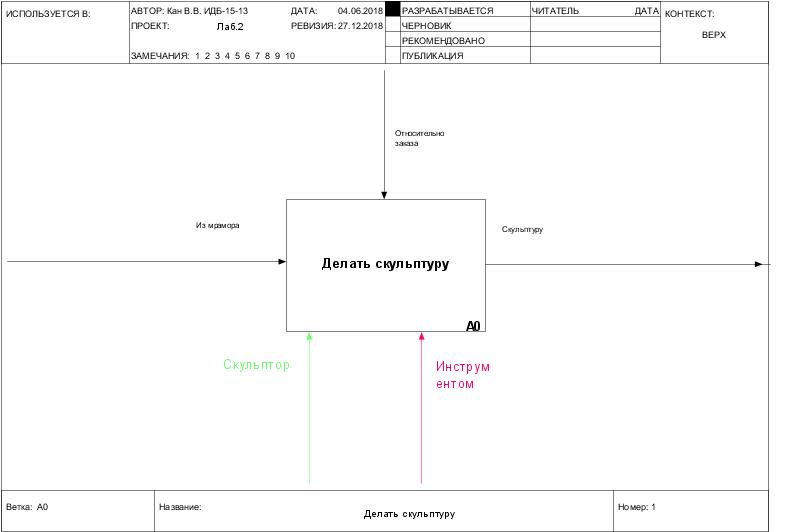 ИСПОЛЬЗУЕТСЯ В:
АВТОР: Кан В.В. ИДБ-15-13
ДАТА: 04.06.2018
РАЗРАБАТЫВАЕТСЯ
ЧИТАТЕЛЬ
ДАТА
КОНТЕКСТ:
ПРОЕКТ: Лаб.2
РЕВИЗИЯ: 27.12.2018
ЧЕРНОВИК
ВЕРХ
РЕКОМЕНДОВАНО
ЗАМЕЧАНИЯ: 1 2 3 4 5 6 7 8 9 10
ПУБЛИКАЦИЯ
Относительно
заказа
Из мрамора
Скульптуру
Делать скульптуру
A0
Скульптор
Инструм
ентом
Ветка: A0
Название:
Делать скульптуру
Номер: 1